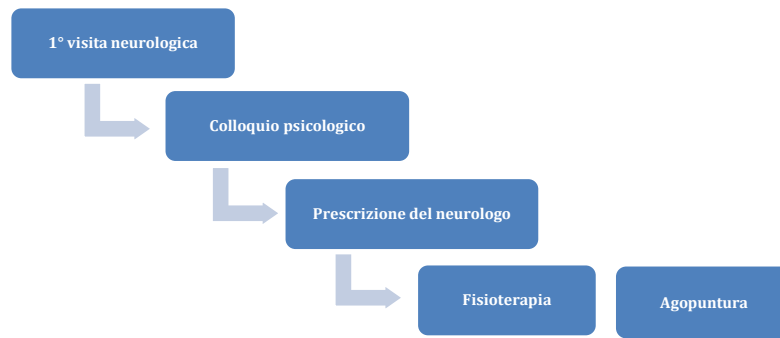 1° visita neurologica
Colloquio psicologico
Prescrizione del neurologo
Fisioterapia
Agopuntura